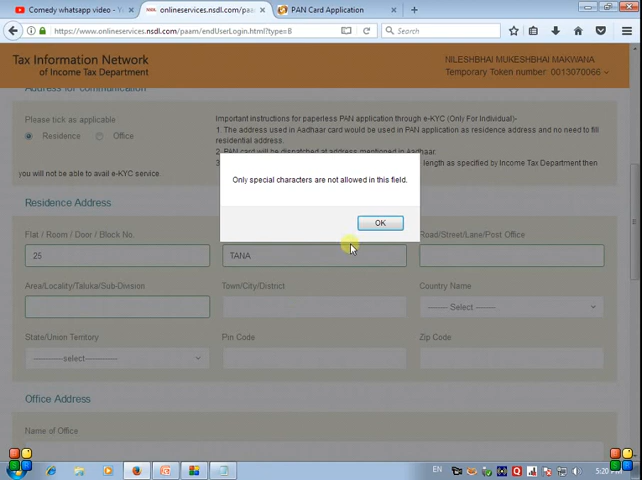 Comedy whatsapp video -
onlineservices.nsdl.com/paa
PAN Card Application
https://www.onlineservices.nsdl.com/paam/endUserLogin.html?type=B
Search
Tax Information Network
of Income Tax Department
NILESHBHAI MUKESHBHAI MAKWANA
Temporary Token number: 0013070066
Address for communication
Please tick as applicable
Residence
Office
Important instructions for paperless PAN application through e-KYC (Only For Individual)-
1. The address used in Aadhaar card would be used in PAN application as residence address and no need to fill
residential address.
2. PAN card will be dispatched at address mentioned in Aadhaar.
length as specified by Income Tax Department then
you will not be able to avail e-KYC service.
Only special characters are not allowed in this field.
OK
Residence Address
Flat / Room / Door / Block No.
Road/Street/Lane/Post Office
25
TANA
Area/Locality/Taluka/Sub-Division
Town/City/District
Country Name
------- Select -------
State/Union Territory
Pin Code
Zip Code
-----------select-----------
Office Address
Name of Office
EN
5:20 PM